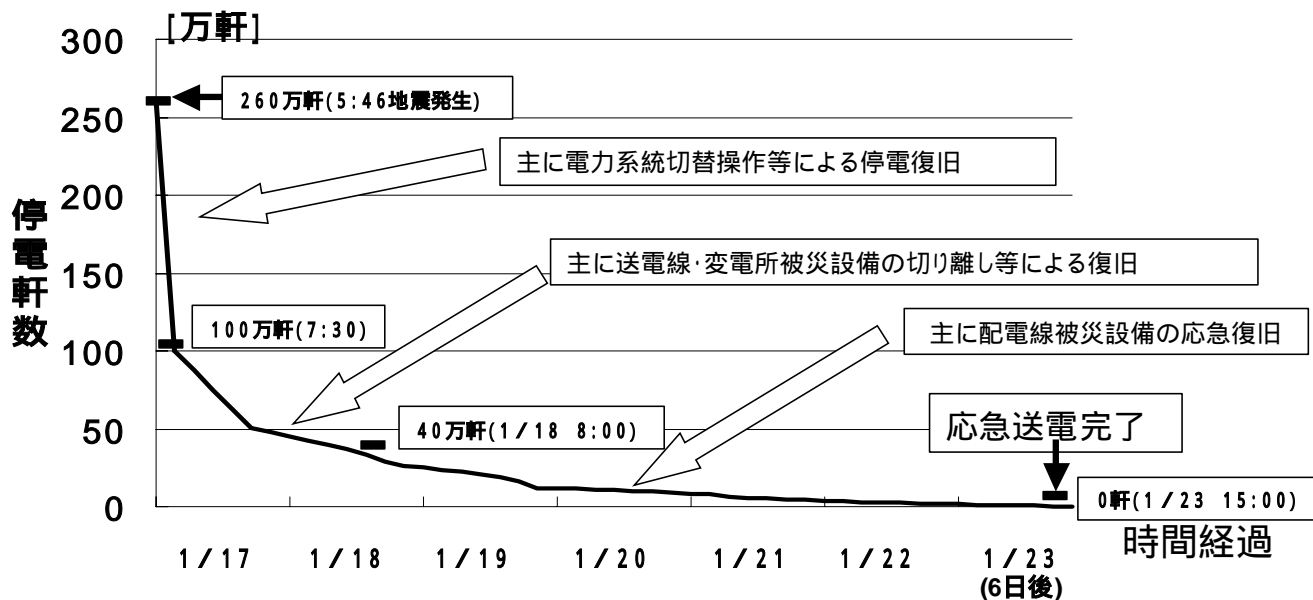 [万軒]
300
250
200
150
100
50
0
停電軒数
260万軒(5:46地震発生)
主に電力系統切替操作等による停電復旧
主に送電線・変電所被災設備の切り離し等による復旧
100万軒(7:30)
主に配電線被災設備の応急復旧
40万軒(1/18 8:00)
応急送電完了
0軒(1/23 15:00)
時間経過
1/17 1/18 1/19 1/20 1/21 1/22 1/23
(6日後)